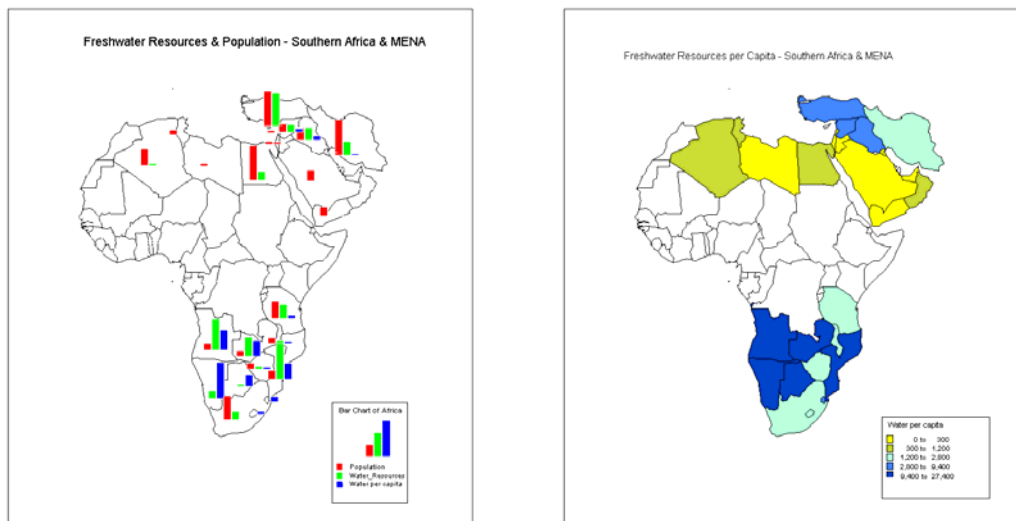 Freshwater Resources & Population - Southern Africa & MENA
Bar Chart of Africa
Population
Water_Resources
Water per capita
Freshwater Resources per Capita - Southern Africa & MENA
Water per capita
0 to 300
300 to 1,200
1,200 to 2,800
2,800 to 9,400
9,400 to 27,400